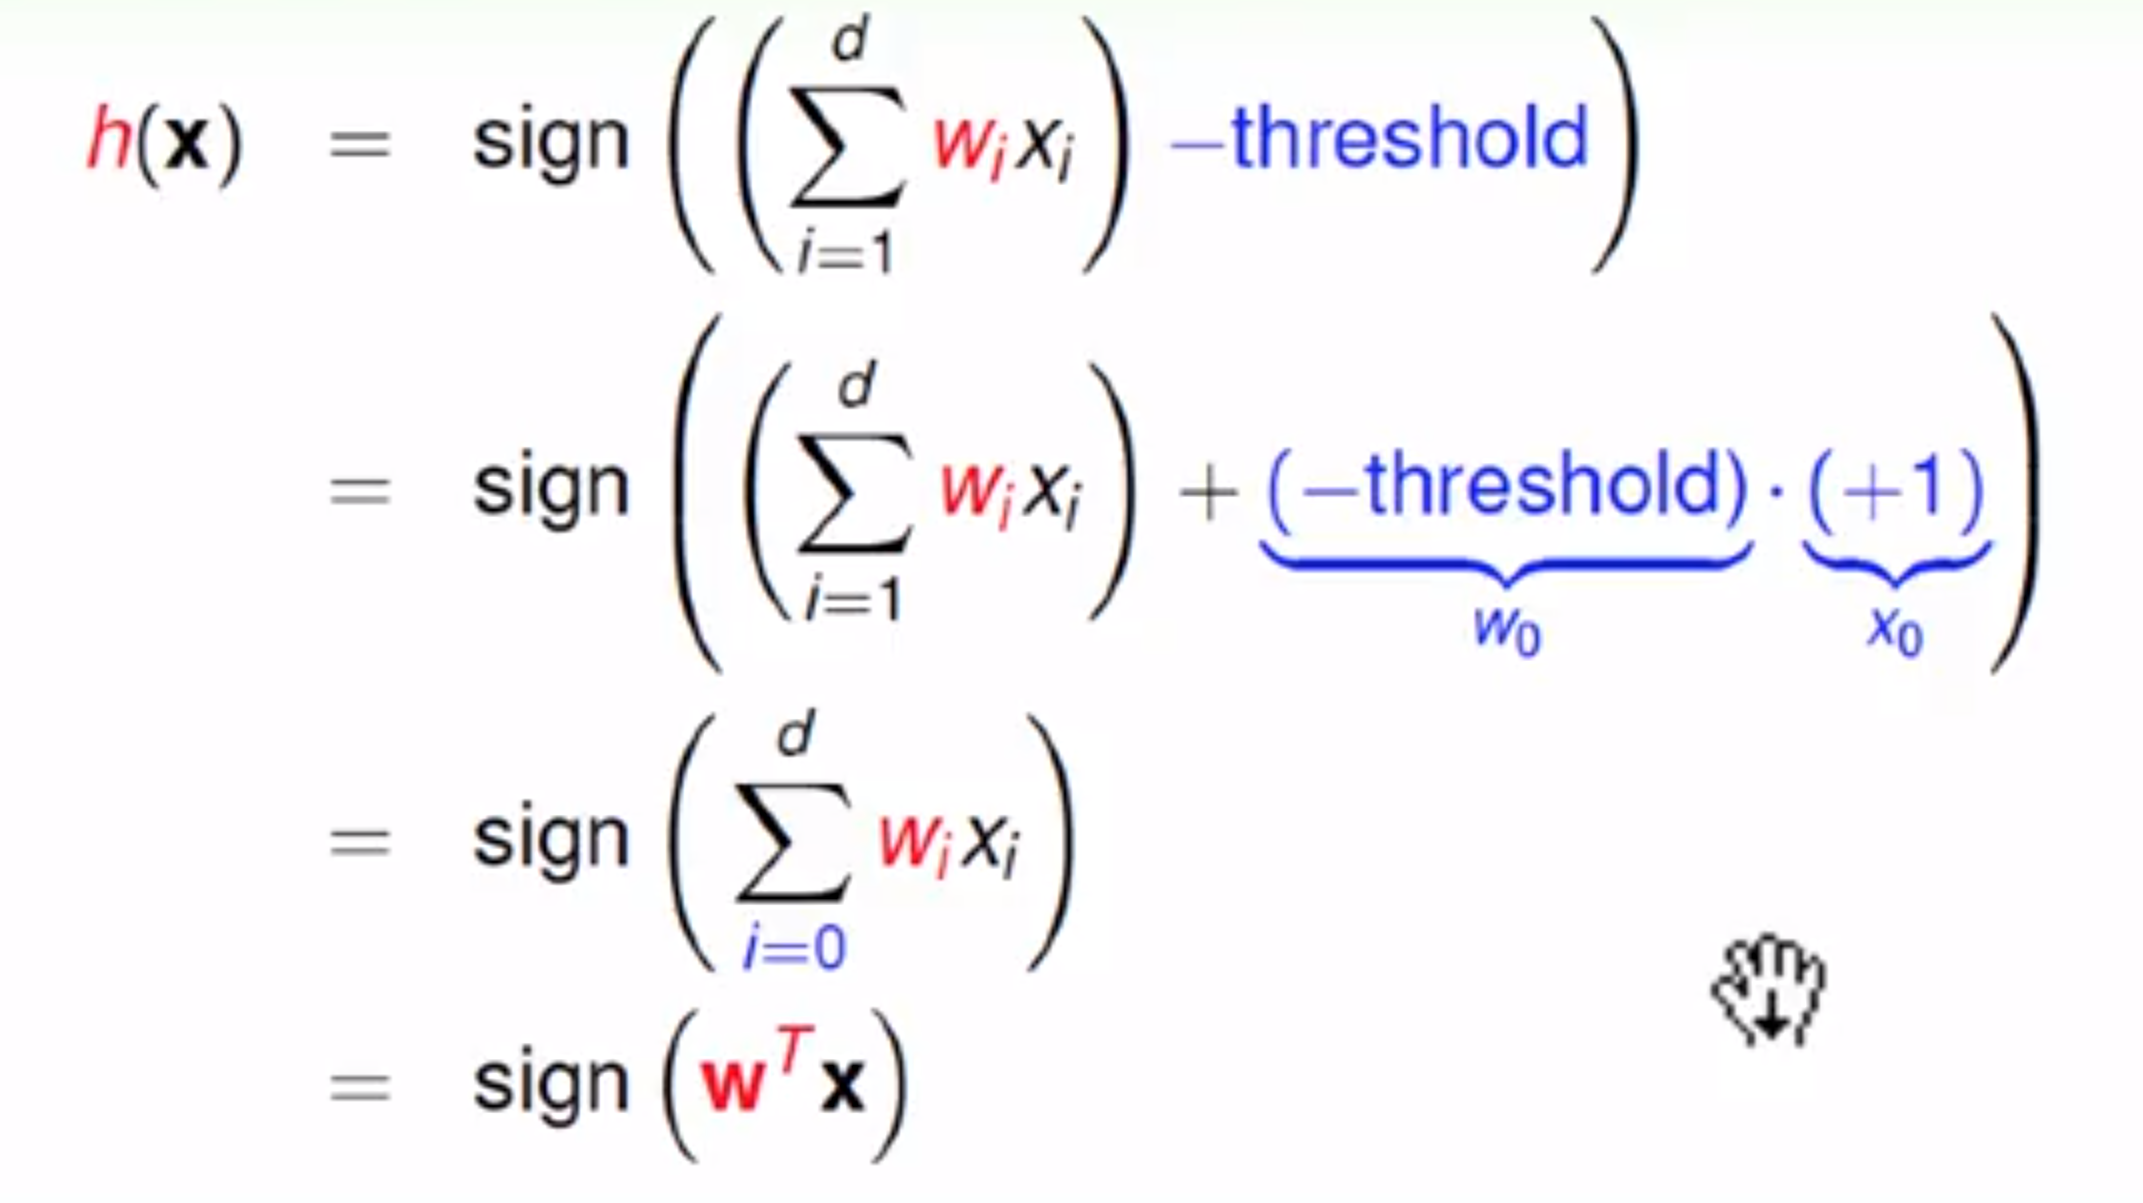 h(x) = sign((∑_{i=1}^{d} w_i x_i) −threshold)
= sign((∑_{i=1}^{d} w_i x_i) + (−threshold) · (+1))
w_0 x_0
= sign(∑_{i=0}^{d} w_i x_i)
= sign(w^T x)